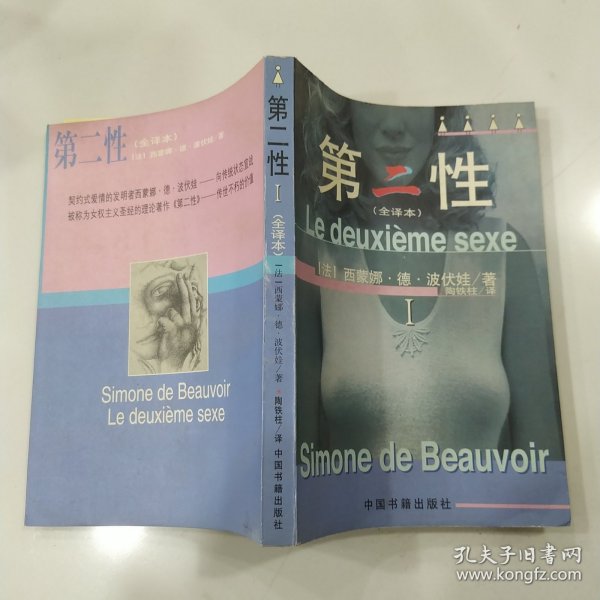 第二性
(全译本)
[法] 西蒙娜·德·波伏娃/著
契约式爱情的发明者西蒙娜·德·波伏娃——向传统状态宣战
被称为女权主义圣经的理论著作《第二性》——传世不朽的价值
Simone de Beauvoir
Le deuxième sexe
第二性 I (全译本) [法] 西蒙娜·德·波伏娃/著 ·陶铁柱/译 中国书籍出版社
第二性
(全译本)
Le deuxième sexe
[法] 西蒙娜·德·波伏娃/著
陶铁柱/译
I
Simone de Beauvoir
中国书籍出版社
孔夫子旧书网
www.kongfz.com